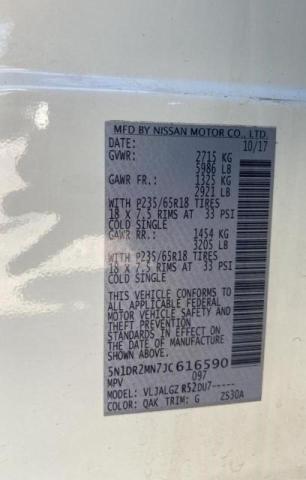 MFD BY NISSAN MOTOR CO., LTD.
DATE: 10/17
GVWR: 2715 KG
5986 LB
GAWR FR.: 1325 KG
2921 LB
WITH P235/65R18 TIRES
18 X 7.5 RIMS AT 33 PSI
COLD SINGLE
GAWR RR.: 1454 KG
3205 LB
WITH P235/65R18 TIRES
18 X 7.5 RIMS AT 33 PSI
COLD SINGLE
THIS VEHICLE CONFORMS TO
ALL APPLICABLE FEDERAL
MOTOR VEHICLE SAFETY AND
THEFT PREVENTION
STANDARDS IN EFFECT ON
THE DATE OF MANUFACTURE
SHOWN ABOVE.
5N1DR2MN7JC616590
MPV 097
MODEL: VLJALGZ R52DU7-----
COLOR: QAK TRIM: G ZS30A